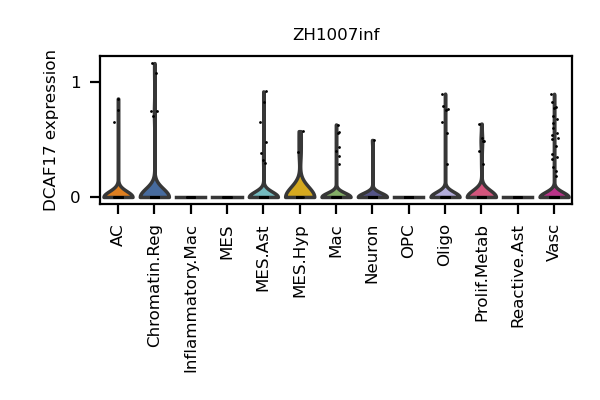 ZH1007inf
DCAF17 expression
1
0
AC
Chromatin.Reg
Inflammatory.Mac
MES
MES.Ast
MES.Hyp
Mac
Neuron
OPC
Oligo
Prolif.Metab
Reactive.Ast
Vasc